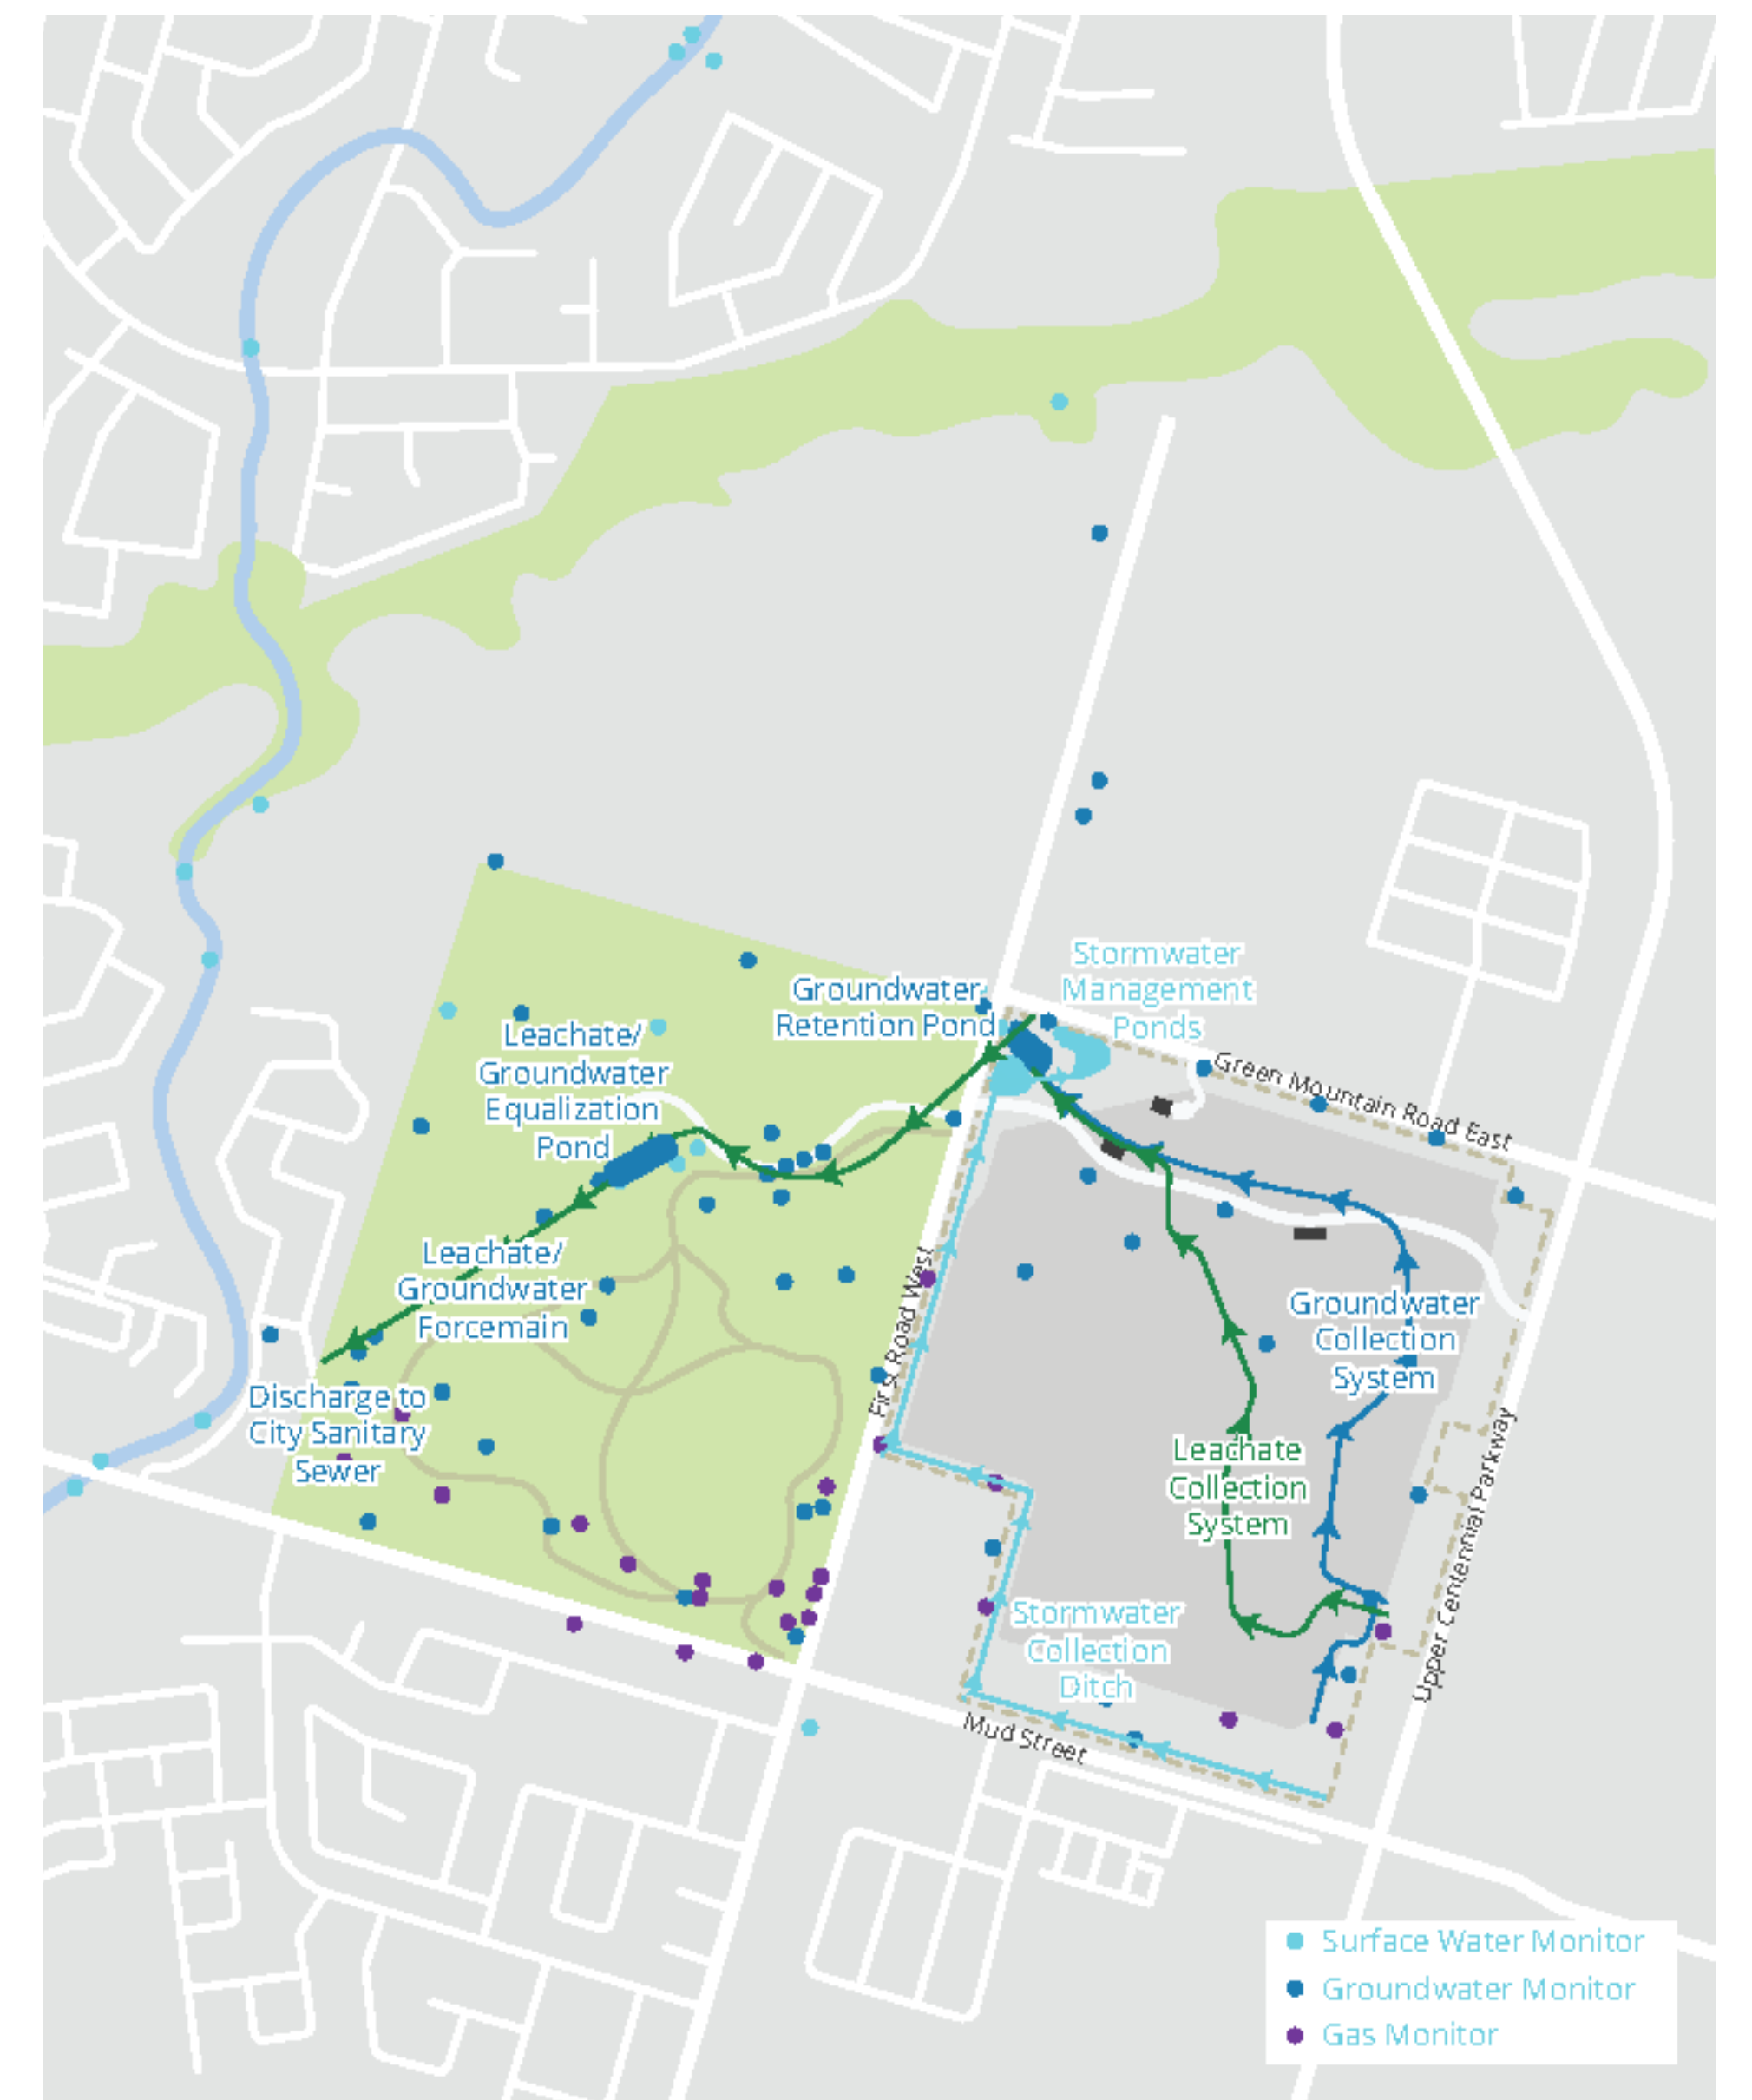 Stormwater
Management
Ponds
Groundwater
Retention Pond
Leachate/
Groundwater
Equalization
Pond
Green Mountain Road East
Leachate/
Groundwater
Forcemain
First Road West
Groundwater
Collection
System
Discharge to
City Sanitary
Sewer
Leachate
Collection
System
Upper Centennial Parkway
Stormwater
Collection
Ditch
Mud Street
Surface Water Monitor
Groundwater Monitor
Gas Monitor